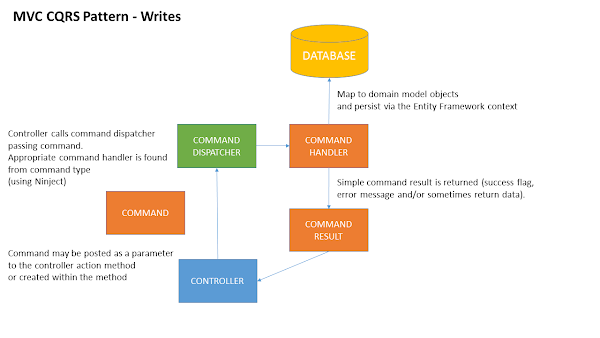 MVC CQRS Pattern - Writes
DATABASE
Map to domain model objects
and persist via the Entity Framework context
Controller calls command dispatcher
passing command.
Appropriate command handler is found
from command type
(using Ninject)
COMMAND
DISPATCHER
COMMAND
HANDLER
Simple command result is returned (success flag,
error message and/or sometimes return data).
COMMAND
COMMAND
RESULT
Command may be posted as a parameter
to the controller action method
or created within the method
CONTROLLER